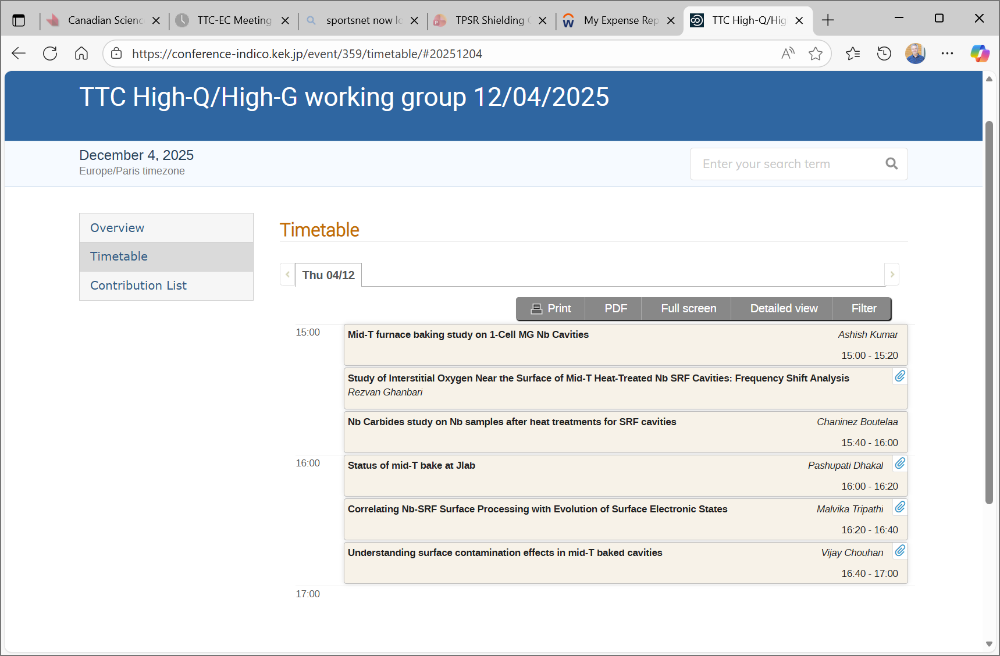 Canadian Scienc
TTC-EC Meeting
sportsnet now lo
TPSR Shielding
My Expense Rep
TTC High-Q/Hig
https://conference-indico.kek.jp/event/359/timetable/#20251204
TTC High-Q/High-G working group 12/04/2025
December 4, 2025
Europe/Paris timezone
Enter your search term
Overview
Timetable
Contribution List
Timetable
Thu 04/12
Print PDF Full screen Detailed view Filter
15:00
Mid-T furnace baking study on 1-Cell MG Nb Cavities Ashish Kumar
15:00 - 15:20
Study of Interstitial Oxygen Near the Surface of Mid-T Heat-Treated Nb SRF Cavities: Frequency Shift Analysis
Rezvan Ghanbari
Nb Carbides study on Nb samples after heat treatments for SRF cavities Chaninez Boutelaa
15:40 - 16:00
16:00
Status of mid-T bake at Jlab Pashupati Dhakal
16:00 - 16:20
Correlating Nb-SRF Surface Processing with Evolution of Surface Electronic States Malvika Tripathi
16:20 - 16:40
Understanding surface contamination effects in mid-T baked cavities Vijay Chouhan
16:40 - 17:00
17:00